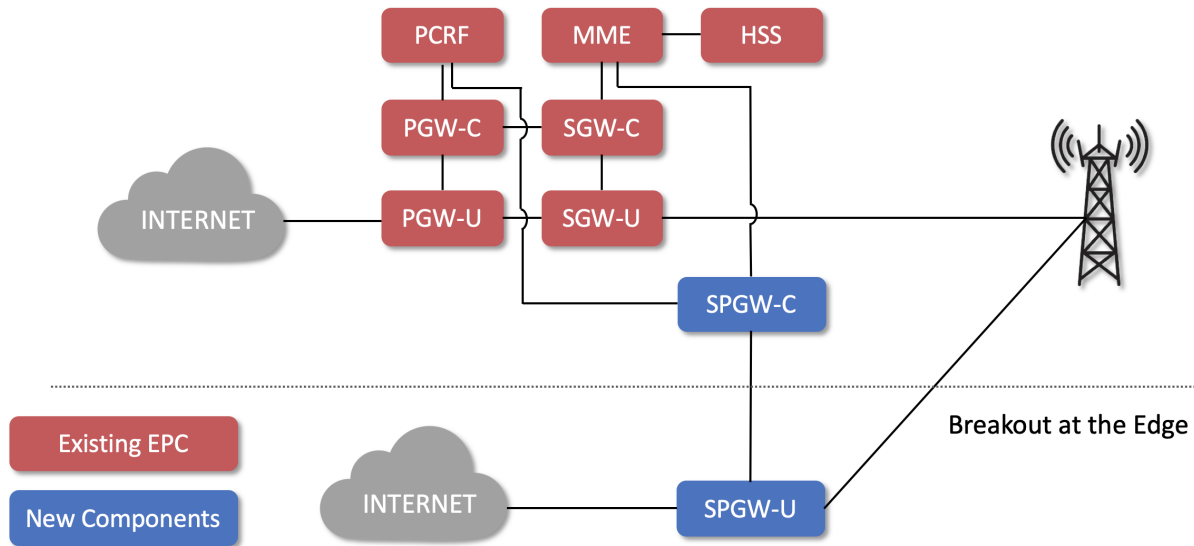 PCRF
MME
HSS
PGW-C
SGW-C
INTERNET
PGW-U
SGW-U
SPGW-C
Breakout at the Edge
Existing EPC
New Components
INTERNET
SPGW-U